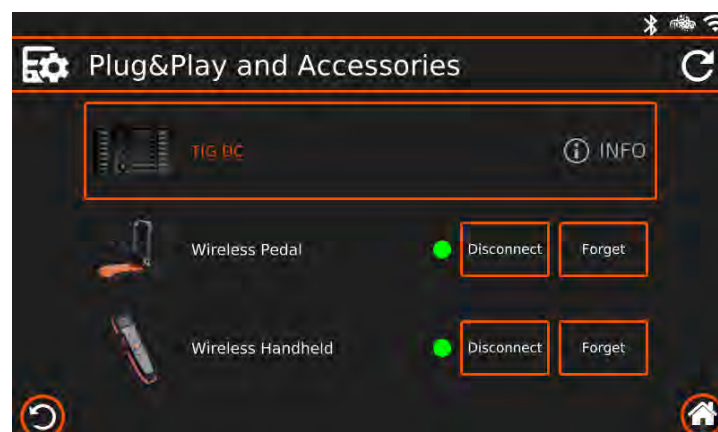 Plug&Play and Accessories
TIG DC
INFO
Wireless Pedal
Disconnect
Forget
Wireless Handheld
Disconnect
Forget